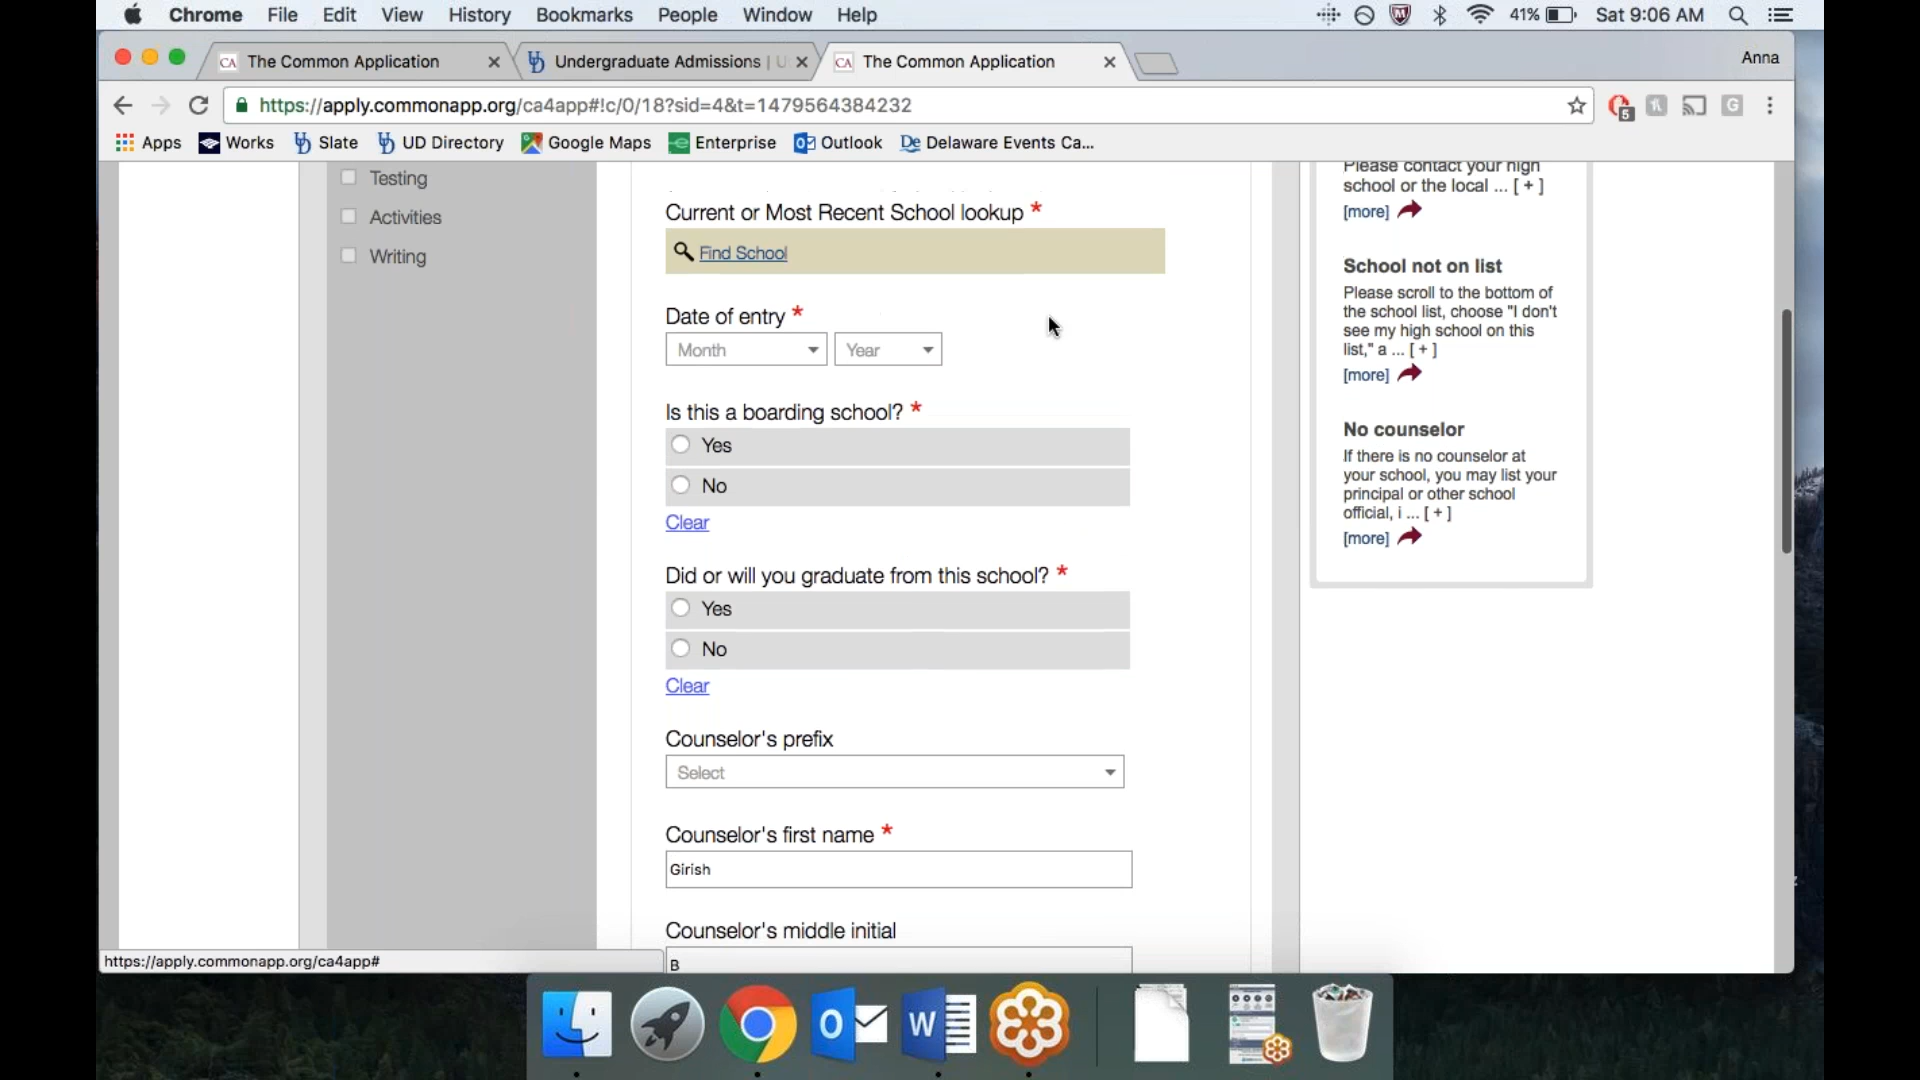 Chrome File Edit View History Bookmarks People Window Help 41% Sat 9:06 AM
The Common Application Undergraduate Admissions | U The Common Application Anna
https://apply.commonapp.org/ca4app#!c/0/18?sid=4&t=1479564384232 5
Apps Works Slate UD Directory Google Maps Enterprise Outlook Delaware Events Ca...
Testing
Activities
Writing
Current or Most Recent School lookup *
Find School
Date of entry *
Month Year
Is this a boarding school? *
Yes
No
Clear
Did or will you graduate from this school? *
Yes
No
Clear
Counselor's prefix
Select
Counselor's first name *
Girish
Counselor's middle initial
B
Please contact your high
school or the local ... [ + ]
[more]
School not on list
Please scroll to the bottom of
the school list, choose "I don't
see my high school on this
list," a ... [ + ]
[more]
No counselor
If there is no counselor at
your school, you may list your
principal or other school
official, i ... [ + ]
[more]
https://apply.commonapp.org/ca4app#